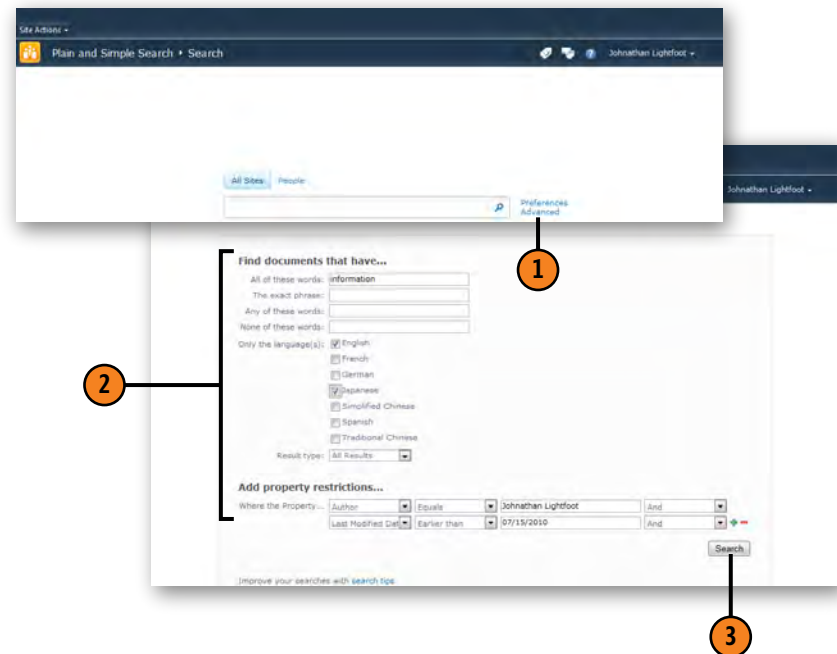 Site Actions
Plain and Simple Search ▸ Search
Johnathan Lightfoot
All Sites People
Preferences
Advanced
Johnathan Lightfoot
1
Find documents that have...
All of these words: information
The exact phrase:
Any of these words:
None of these words:
Only the language(s): English
French
German
Japanese
Simplified Chinese
Spanish
Traditional Chinese
2
Result type: All Results
Add property restrictions...
Where the Property... Author Equals Johnathan Lightfoot And
Last Modified Dat Earlier than 07/15/2010 And
Search
Improve your searches with search tips
3